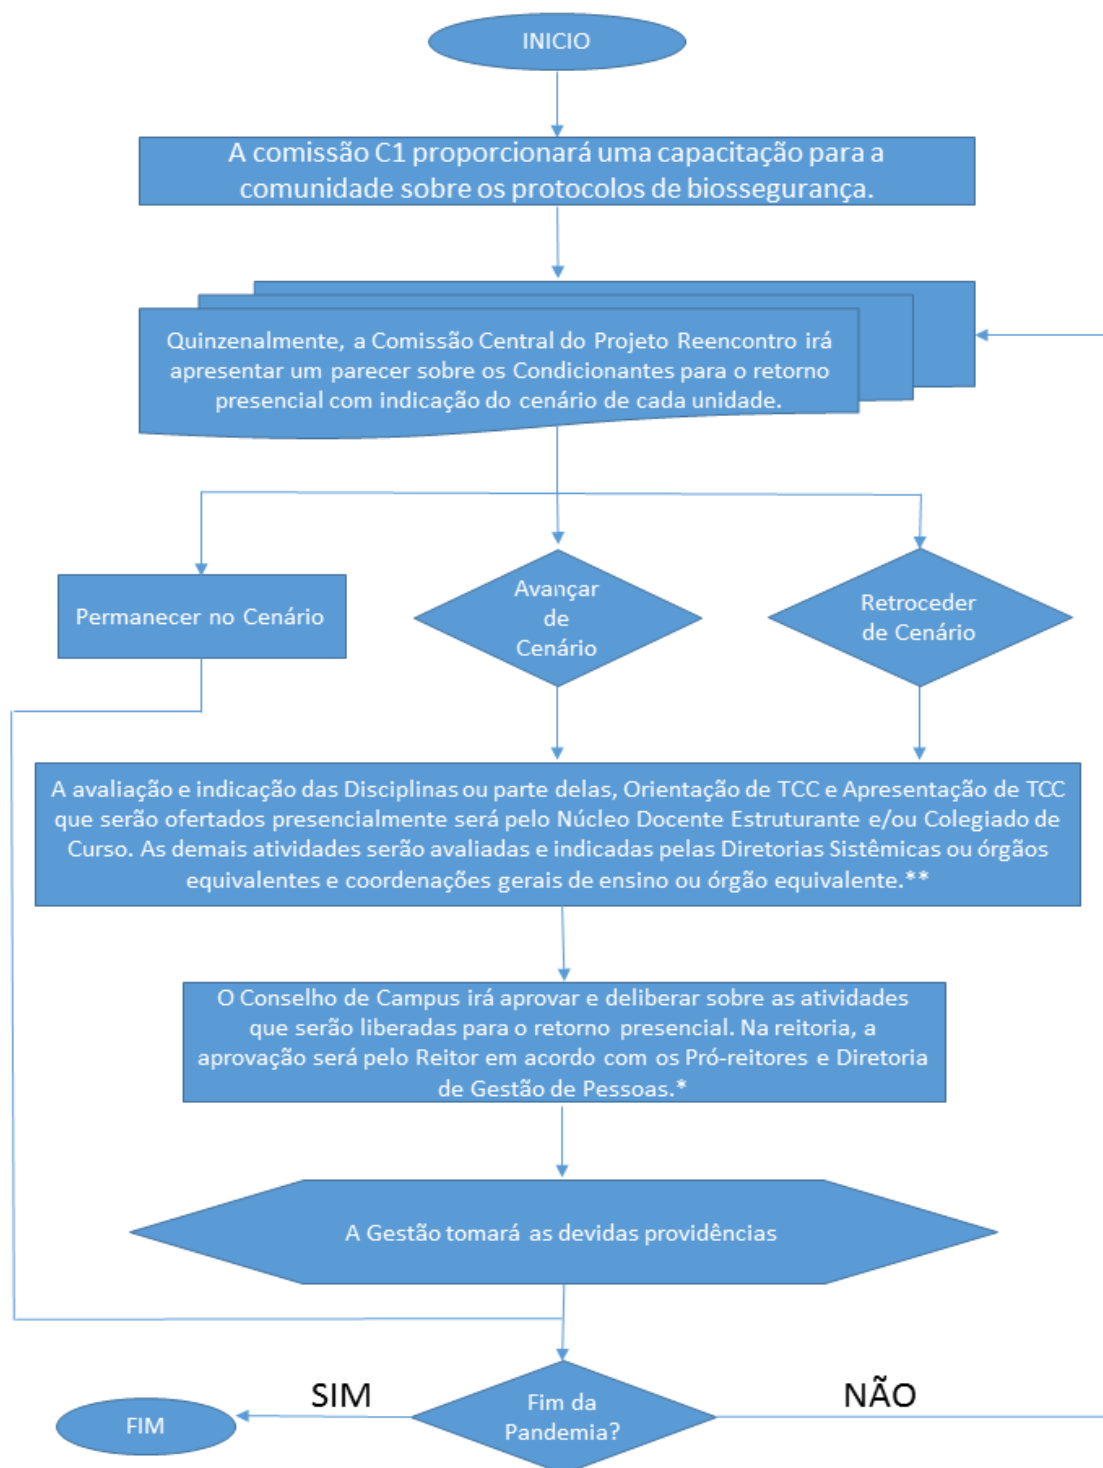 INICIO
A comissão C1 proporcionará uma capacitação para a
comunidade sobre os protocolos de biossegurança.
Quinzenalmente, a Comissão Central do Projeto Reencontro irá
apresentar um parecer sobre os Condicionantes para o retorno
presencial com indicação do cenário de cada unidade.
Permanecer no Cenário
Avançar
de
Cenário
Retroceder
de Cenário
A avaliação e indicação das Disciplinas ou parte delas, Orientação de TCC e Apresentação de TCC
que serão ofertados presencialmente será pelo Núcleo Docente Estruturante e/ou Colegiado de
Curso. As demais atividades serão avaliadas e indicadas pelas Diretorias Sistêmicas ou órgãos
equivalentes e coordenações gerais de ensino ou órgão equivalente.**
O Conselho de Campus irá aprovar e deliberar sobre as atividades
que serão liberadas para o retorno presencial. Na reitoria, a
aprovação será pelo Reitor em acordo com os Pró-reitores e Diretoria
de Gestão de Pessoas.*
A Gestão tomará as devidas providências
SIM
NÃO
Fim da
Pandemia?
FIM